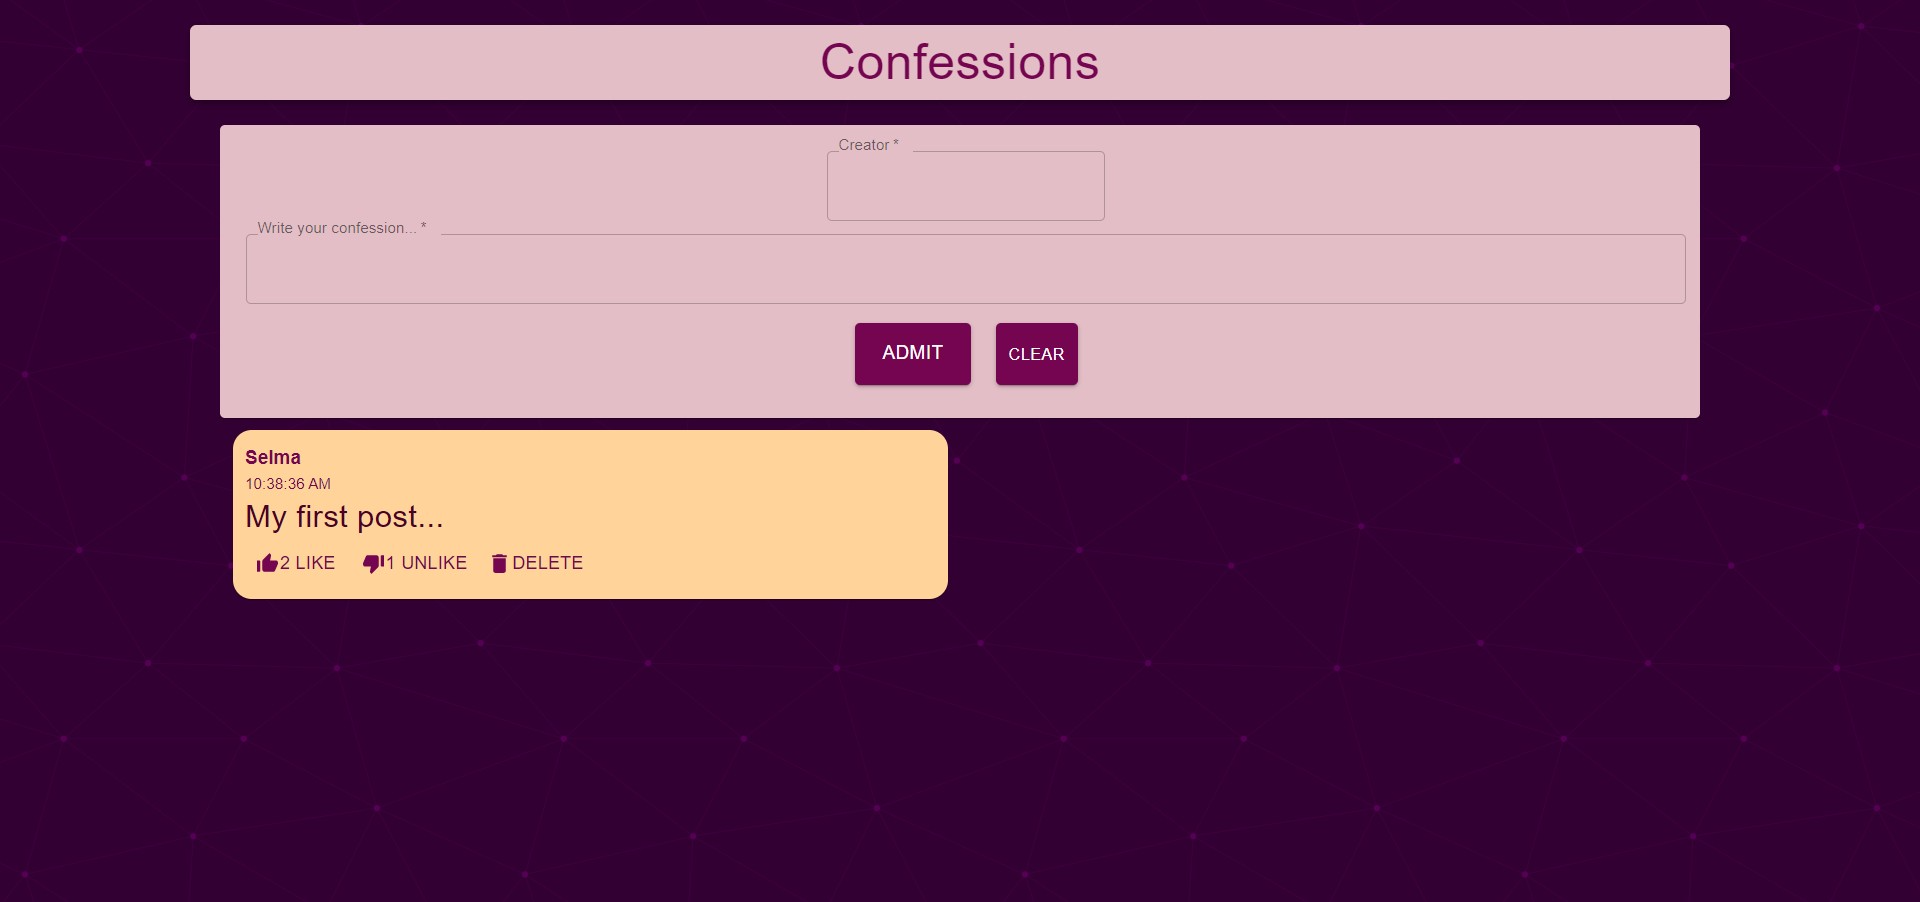 Confessions
Creator *
Write your confession... *
ADMIT CLEAR
Selma
10:38:36 AM
My first post...
2 LIKE 1 UNLIKE DELETE